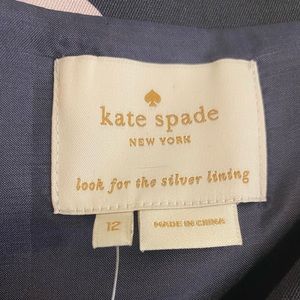 kate spade
NEW YORK
look for the silver lining
12
MADE IN CHINA